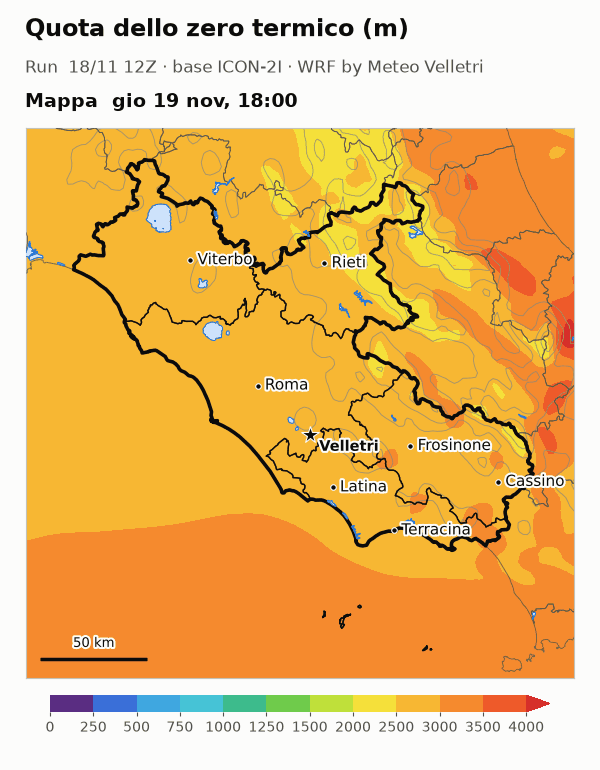 Quota dello zero termico (m)
Run  18/11 12Z · base ICON-2I · WRF by Meteo Velletri
Mappa  gio 19 nov, 18:00
Viterbo
Rieti
Roma
Velletri
Frosinone
Latina
Cassino
Terracina
50 km
0 250 500 750 1000 1250 1500 2000 2500 3000 3500 4000